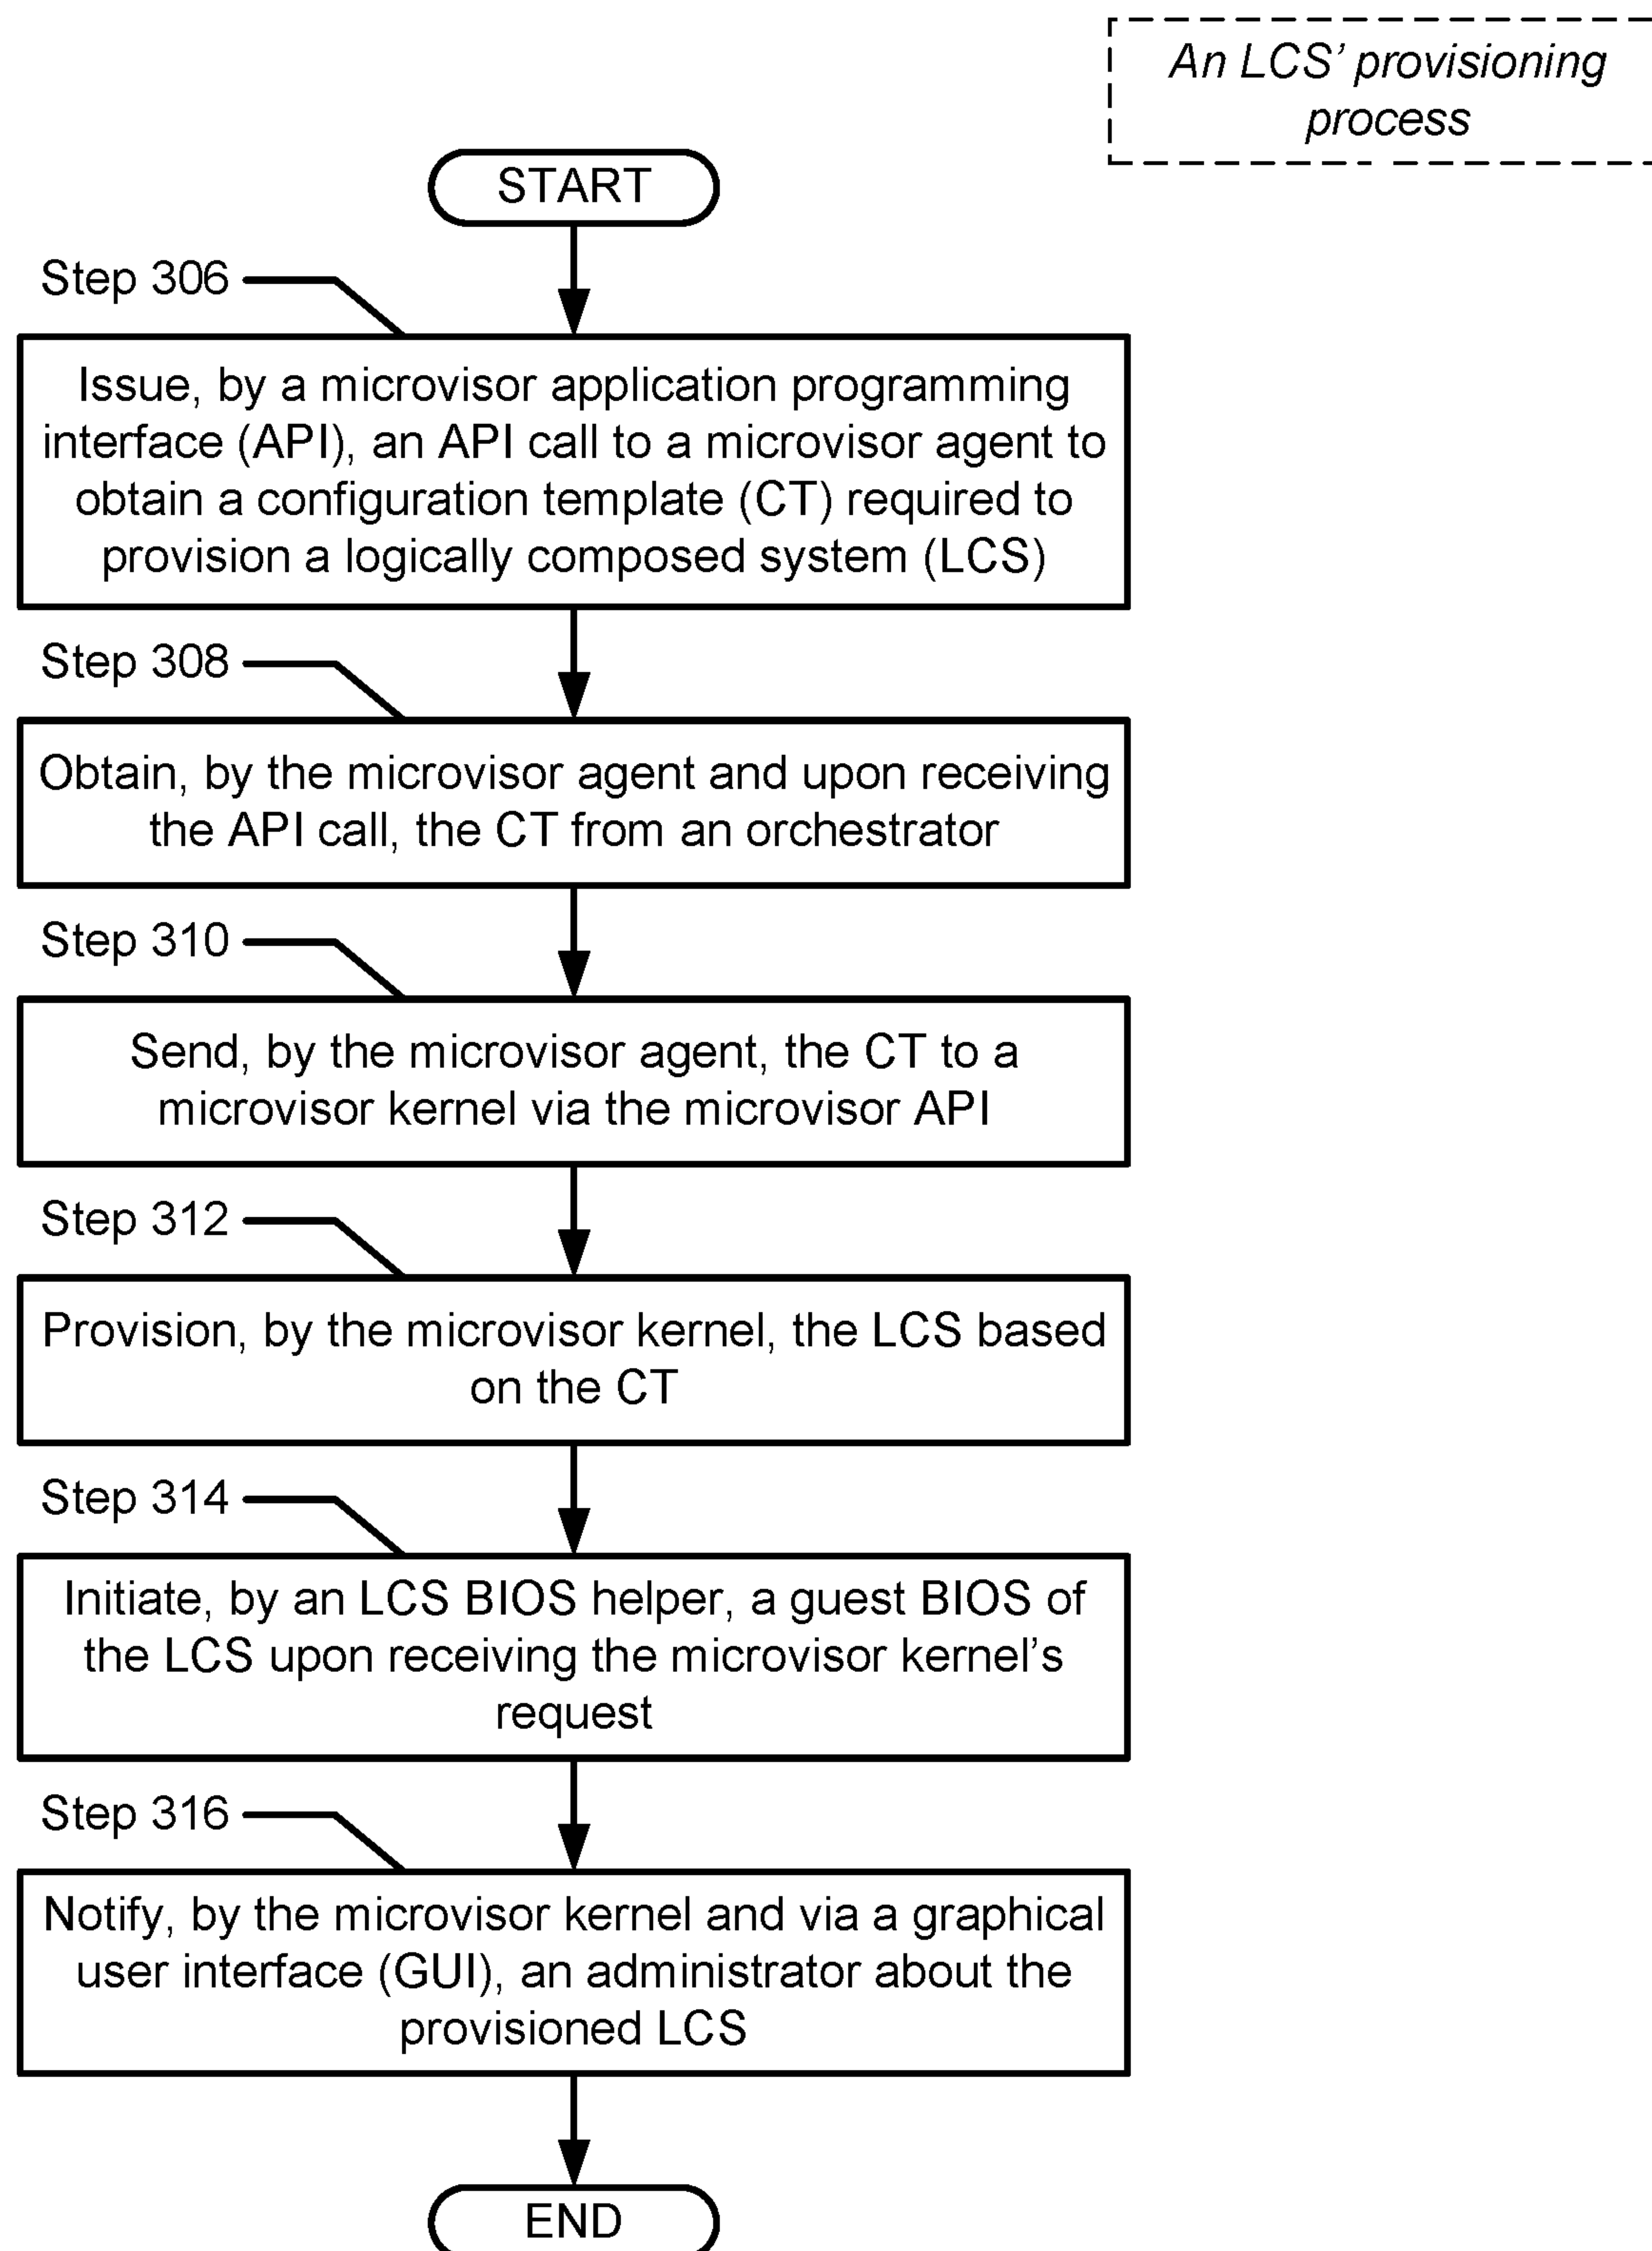 An LCS’ provisioning
process
START
Step 306
Issue, by a microvisor application programming
interface (API), an API call to a microvisor agent to
obtain a configuration template (CT) required to
provision a logically composed system (LCS)
Step 308
Obtain, by the microvisor agent and upon receiving
the API call, the CT from an orchestrator
Step 310
Send, by the microvisor agent, the CT to a
microvisor kernel via the microvisor API
Step 312
Provision, by the microvisor kernel, the LCS based
on the CT
Step 314
Initiate, by an LCS BIOS helper, a guest BIOS of
the LCS upon receiving the microvisor kernel’s
request
Step 316
Notify, by the microvisor kernel and via a graphical
user interface (GUI), an administrator about the
provisioned LCS
END